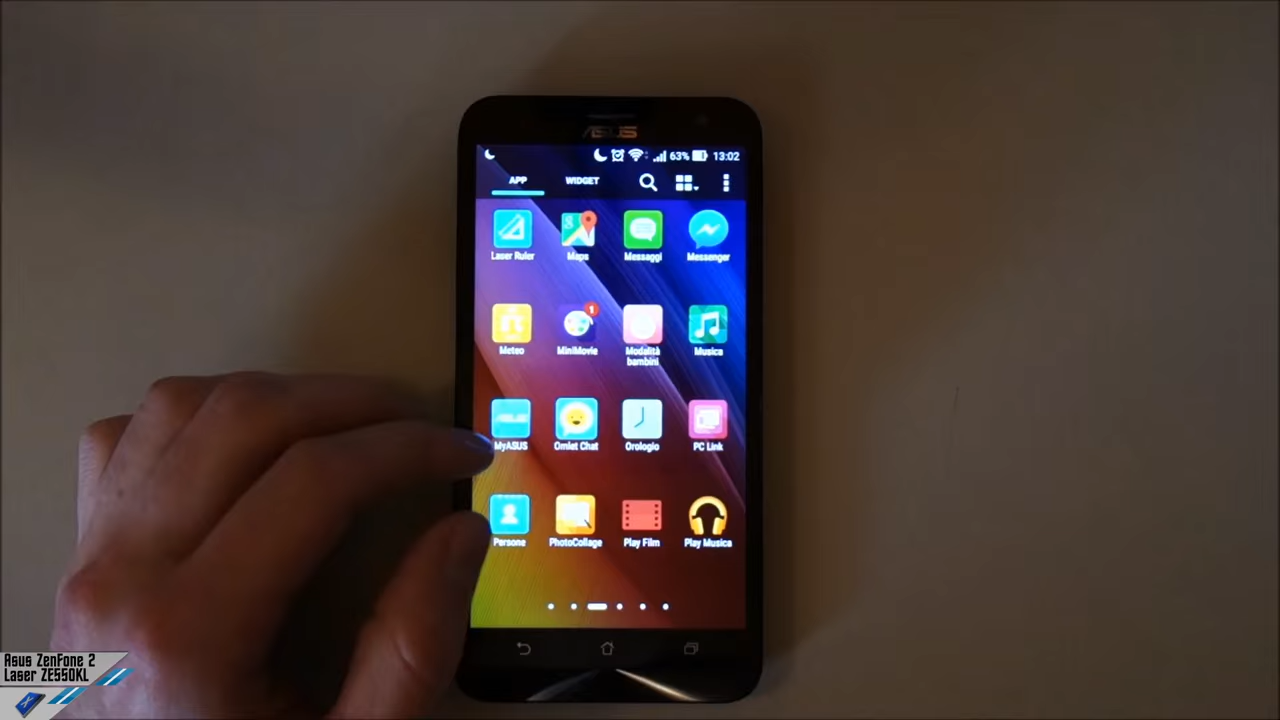 ASUS
63% 13:02
APP WIDGET
Laser Ruler Maps Messaggi Messenger
1
Meteo MiniMovie Modalità bambini Musica
MyASUS Omlet Chat Orologio PC Link
Persone PhotoCollage Play Film Play Musica
Asus ZenFone 2
Laser ZE550KL